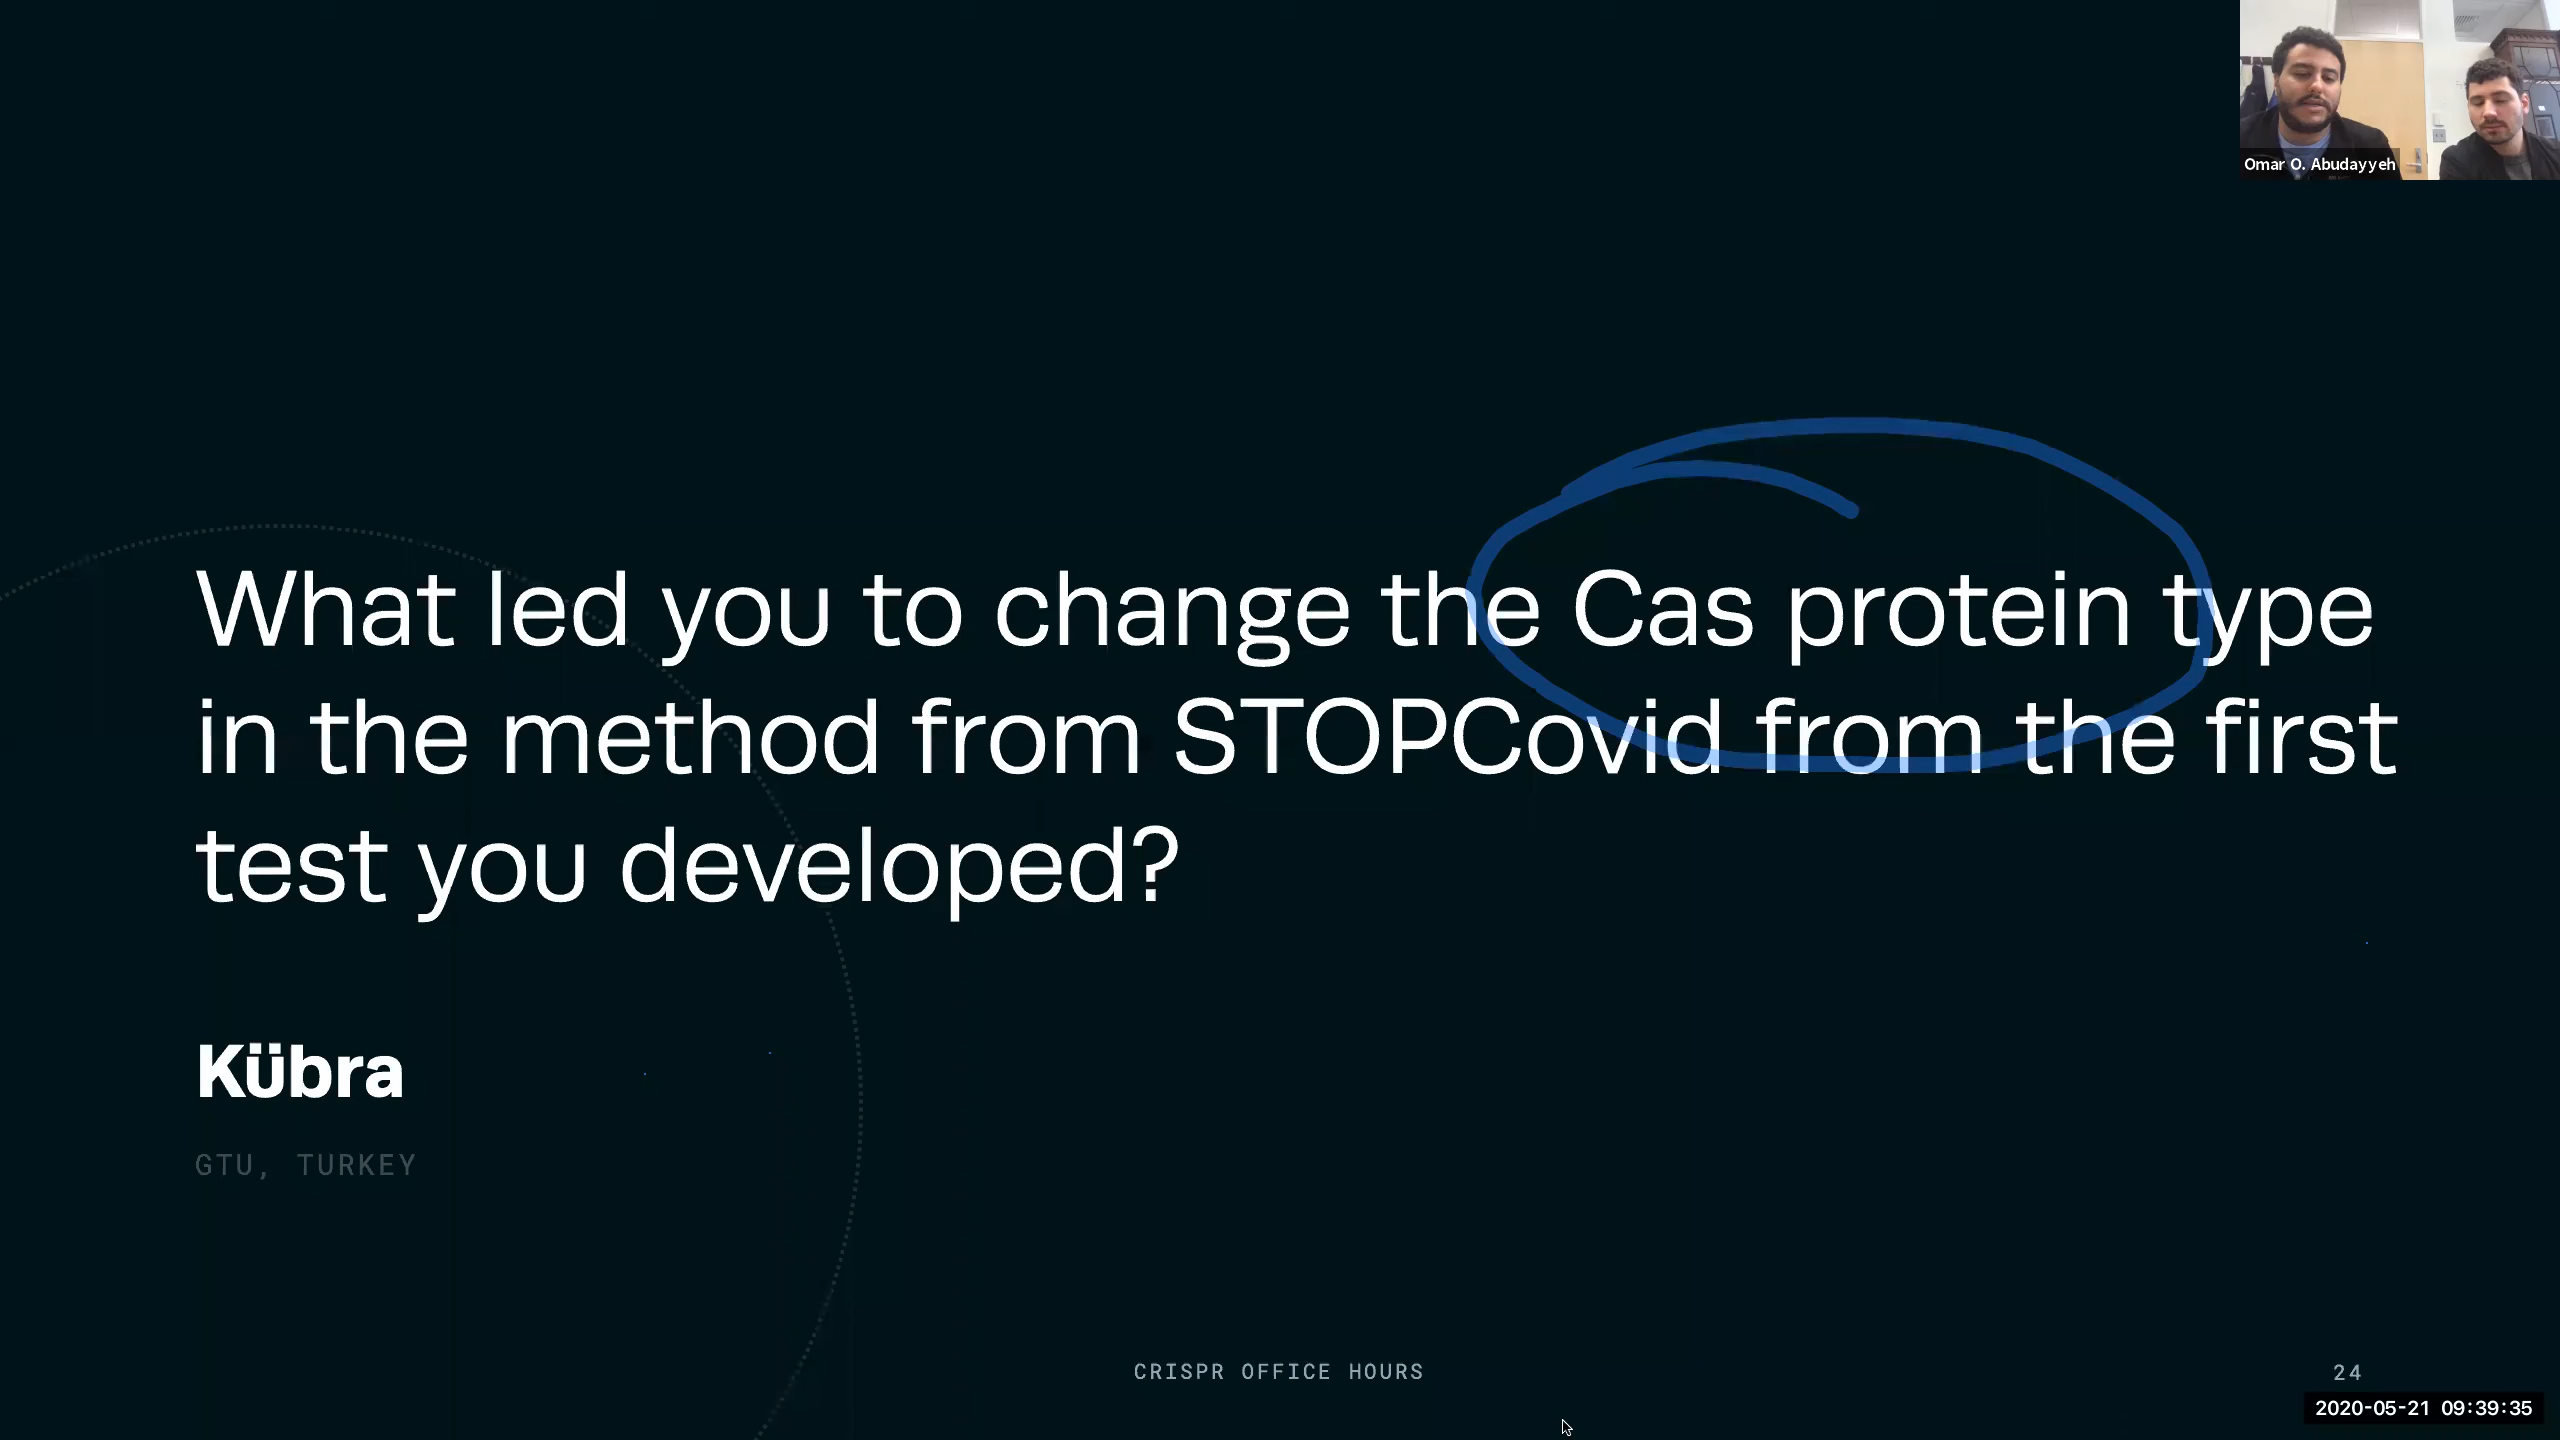 Omar O. Abudayyeh
What led you to change the Cas protein type
in the method from STOPCovid from the first
test you developed?
Kübra
GTU, TURKEY
CRISPR OFFICE HOURS
24
2020-05-21 09:39:35